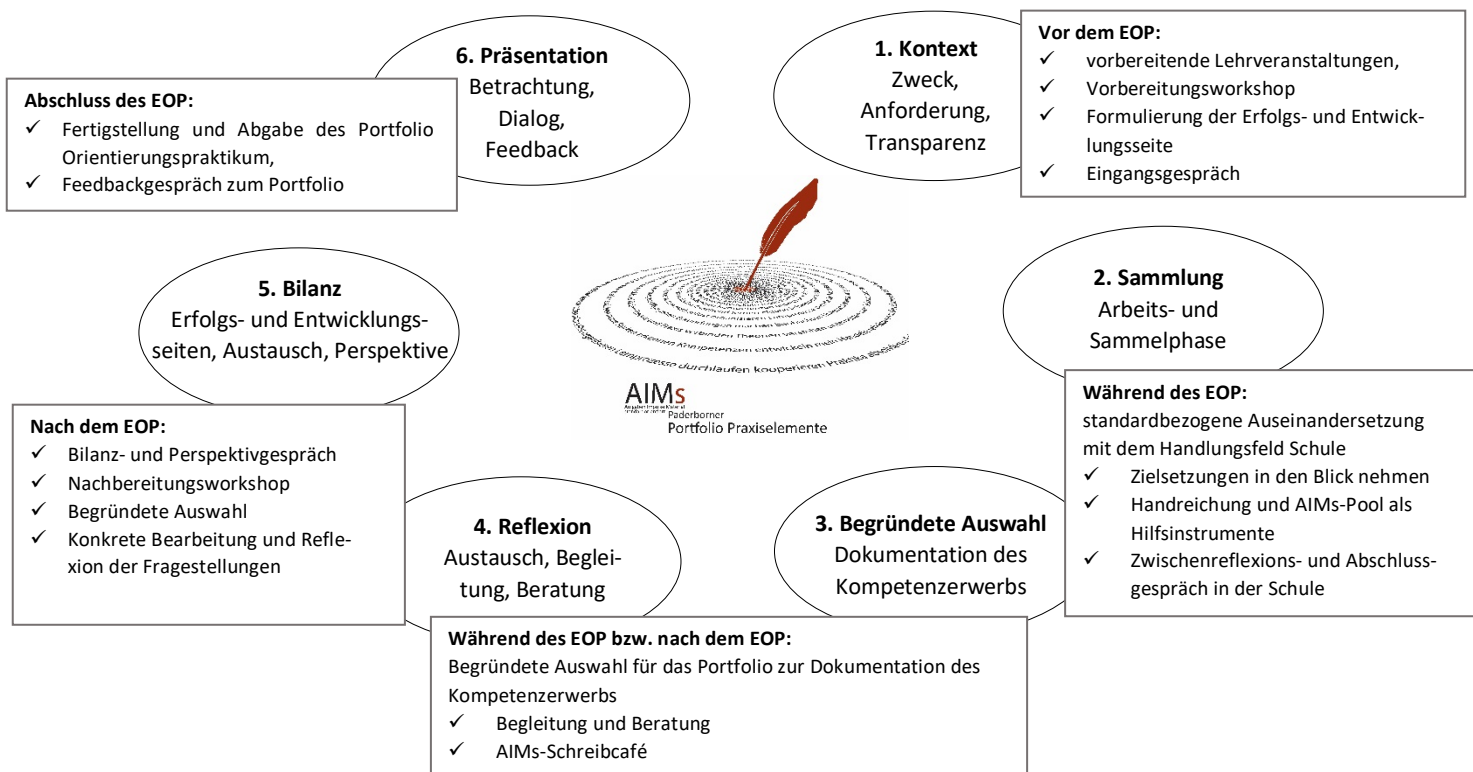 6. Präsentation
Betrachtung,
Dialog,
Feedback
1. Kontext
Zweck,
Anforderung,
Transparenz
Vor dem EOP:
✓ vorbereitende Lehrveranstaltungen,
✓ Vorbereitungsworkshop
✓ Formulierung der Erfolgs- und Entwick-
lungsseite
✓ Eingangsgespräch
Abschluss des EOP:
✓ Fertigstellung und Abgabe des Portfolio
Orientierungspraktikum,
✓ Feedbackgespräch zum Portfolio
5. Bilanz
Erfolgs- und Entwicklungs-
seiten, Austausch, Perspektive
2. Sammlung
Arbeits- und
Sammelphase
AIMs
Paderborner
Portfolio Praxiselemente
Während des EOP:
standardbezogene Auseinandersetzung
mit dem Handlungsfeld Schule
✓ Zielsetzungen in den Blick nehmen
✓ Handreichung und AIMs-Pool als
Hilfsinstrumente
✓ Zwischenreflexions- und Abschluss-
gespräch in der Schule
Nach dem EOP:
✓ Bilanz- und Perspektivgespräch
✓ Nachbereitungsworkshop
✓ Begründete Auswahl
✓ Konkrete Bearbeitung und Refle-
xion der Fragestellungen
4. Reflexion
Austausch, Beglei-
tung, Beratung
3. Begründete Auswahl
Dokumentation des
Kompetenzerwerbs
Während des EOP bzw. nach dem EOP:
Begründete Auswahl für das Portfolio zur Dokumentation des
Kompetenzerwerbs
✓ Begleitung und Beratung
✓ AIMs-Schreibcafé